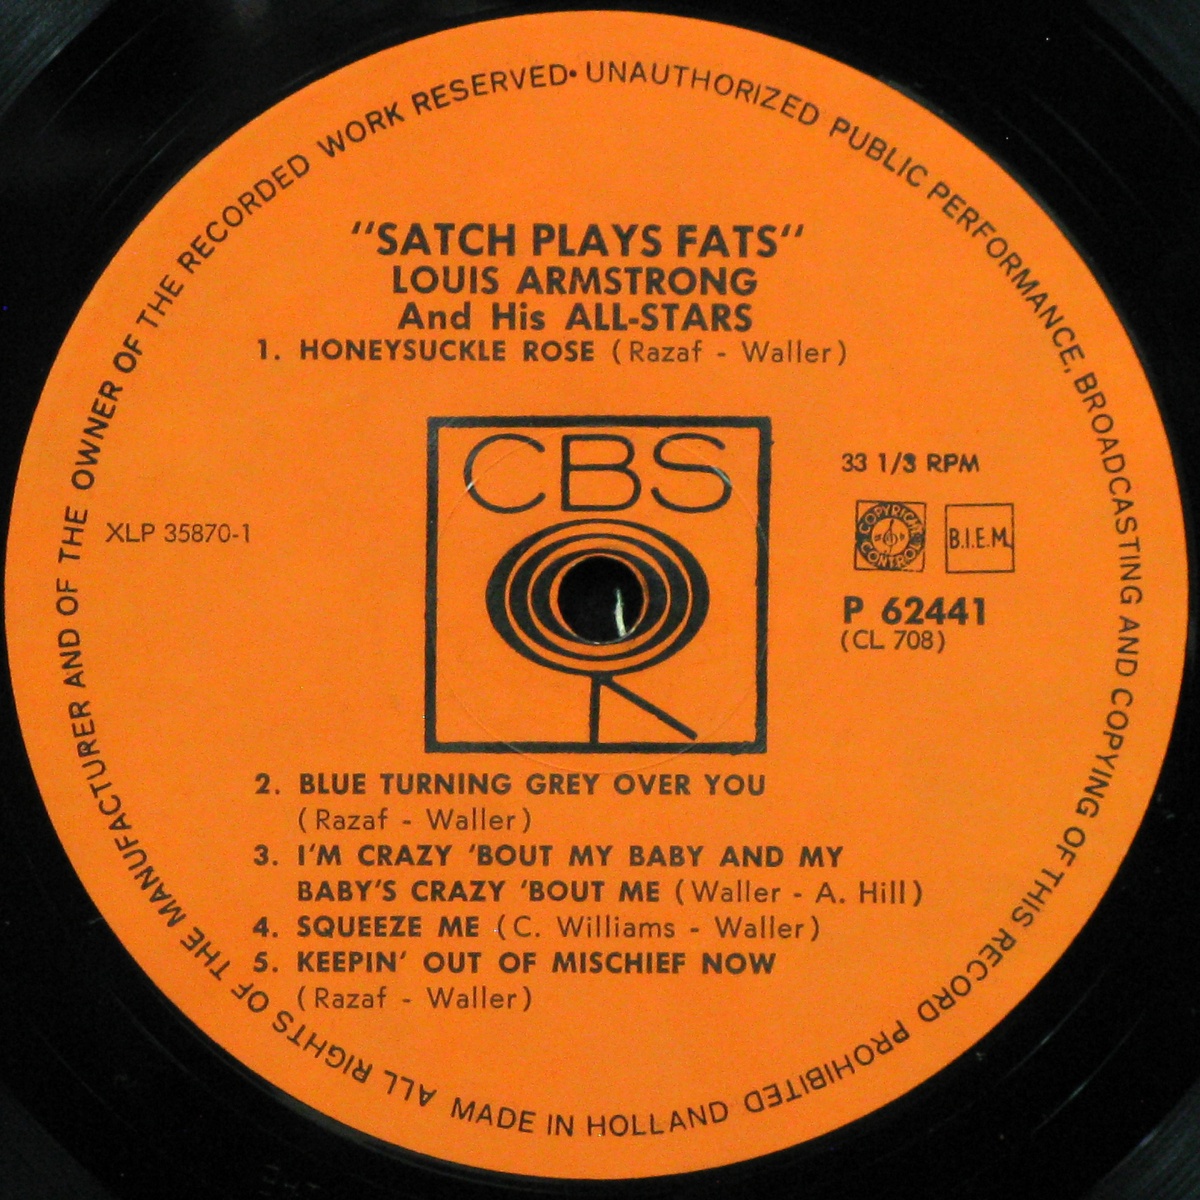 ALL RIGHTS OF THE MANUFACTURER AND OF THE OWNER OF THE RECORDED WORK RESERVED · UNAUTHORIZED PUBLIC PERFORMANCE, BROADCASTING AND COPYING OF THIS RECORD PROHIBITED
"SATCH PLAYS FATS"
LOUIS ARMSTRONG
And His ALL-STARS
1. HONEYSUCKLE ROSE (Razaf - Waller)
CBS
33 1/3 RPM
XLP 35870-1
COPYRIGHT CONTROL
B.I.E.M.
P 62441
(CL 708)
2. BLUE TURNING GREY OVER YOU
(Razaf - Waller)
3. I'M CRAZY 'BOUT MY BABY AND MY
BABY'S CRAZY 'BOUT ME (Waller - A. Hill)
4. SQUEEZE ME (C. Williams - Waller)
5. KEEPIN' OUT OF MISCHIEF NOW
(Razaf - Waller)
MADE IN HOLLAND